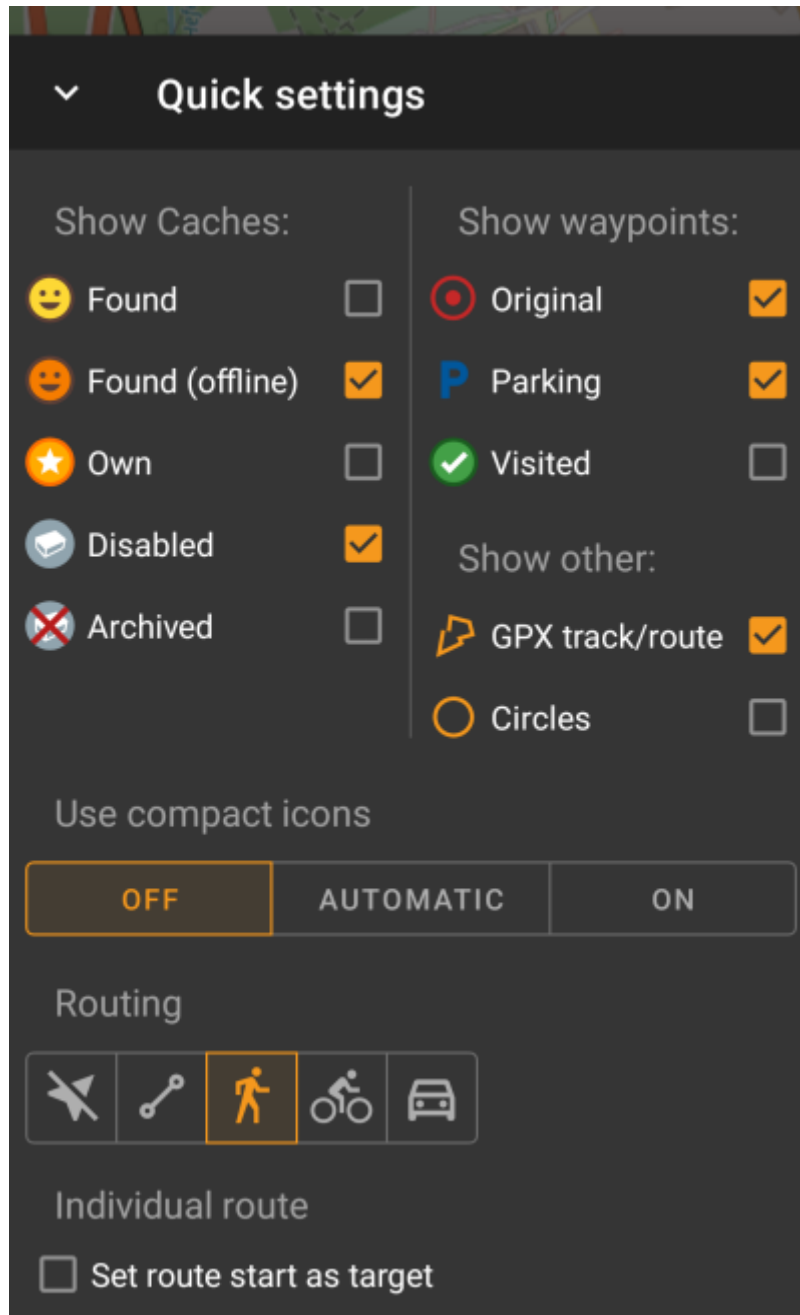 Quick settings
Show Caches:
Found
Found (offline)
Own
Disabled
Archived
Show waypoints:
Original
P Parking
Visited
Show other:
GPX track/route
Circles
Use compact icons
OFF AUTOMATIC ON
Routing
Individual route
Set route start as target